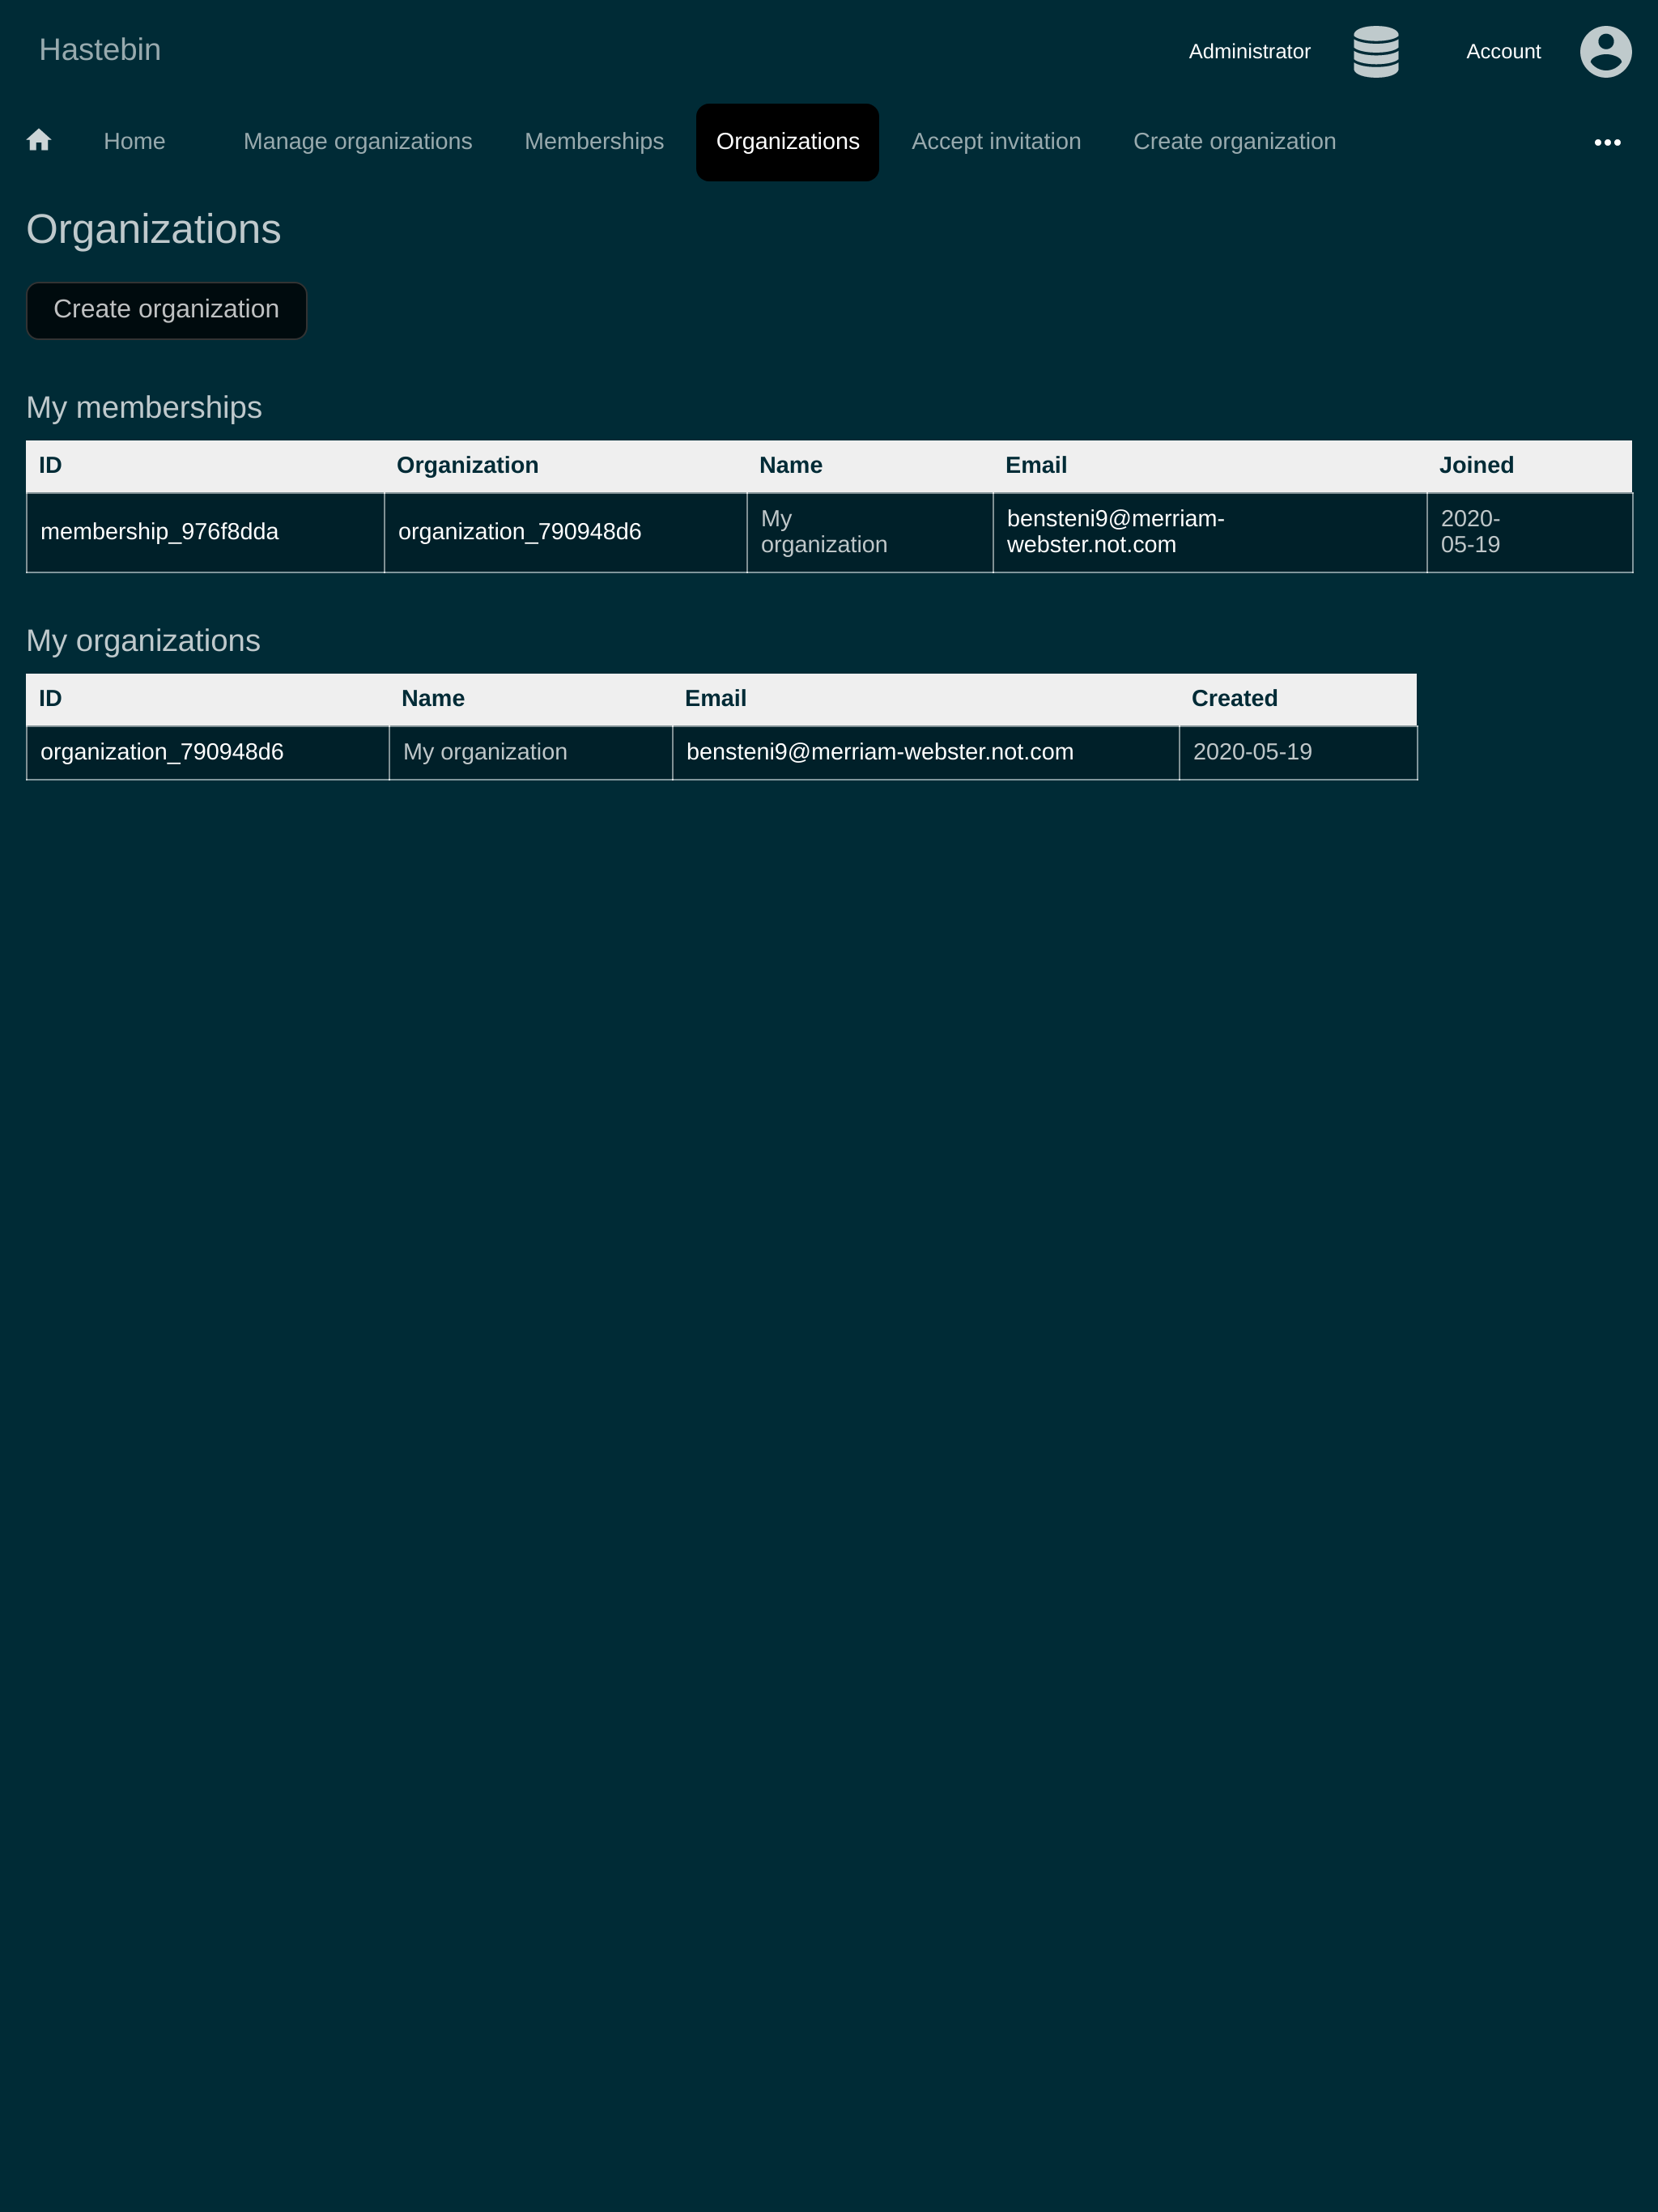 Hastebin
Administrator
Account
Home
Manage organizations
Memberships
Organizations
Accept invitation
Create organization
Organizations
Create organization
My memberships
ID Organization Name Email Joined
membership_976f8dda organization_790948d6 My organization bensteni9@merriam-webster.not.com 2020-05-19
My organizations
ID Name Email Created
organization_790948d6 My organization bensteni9@merriam-webster.not.com 2020-05-19